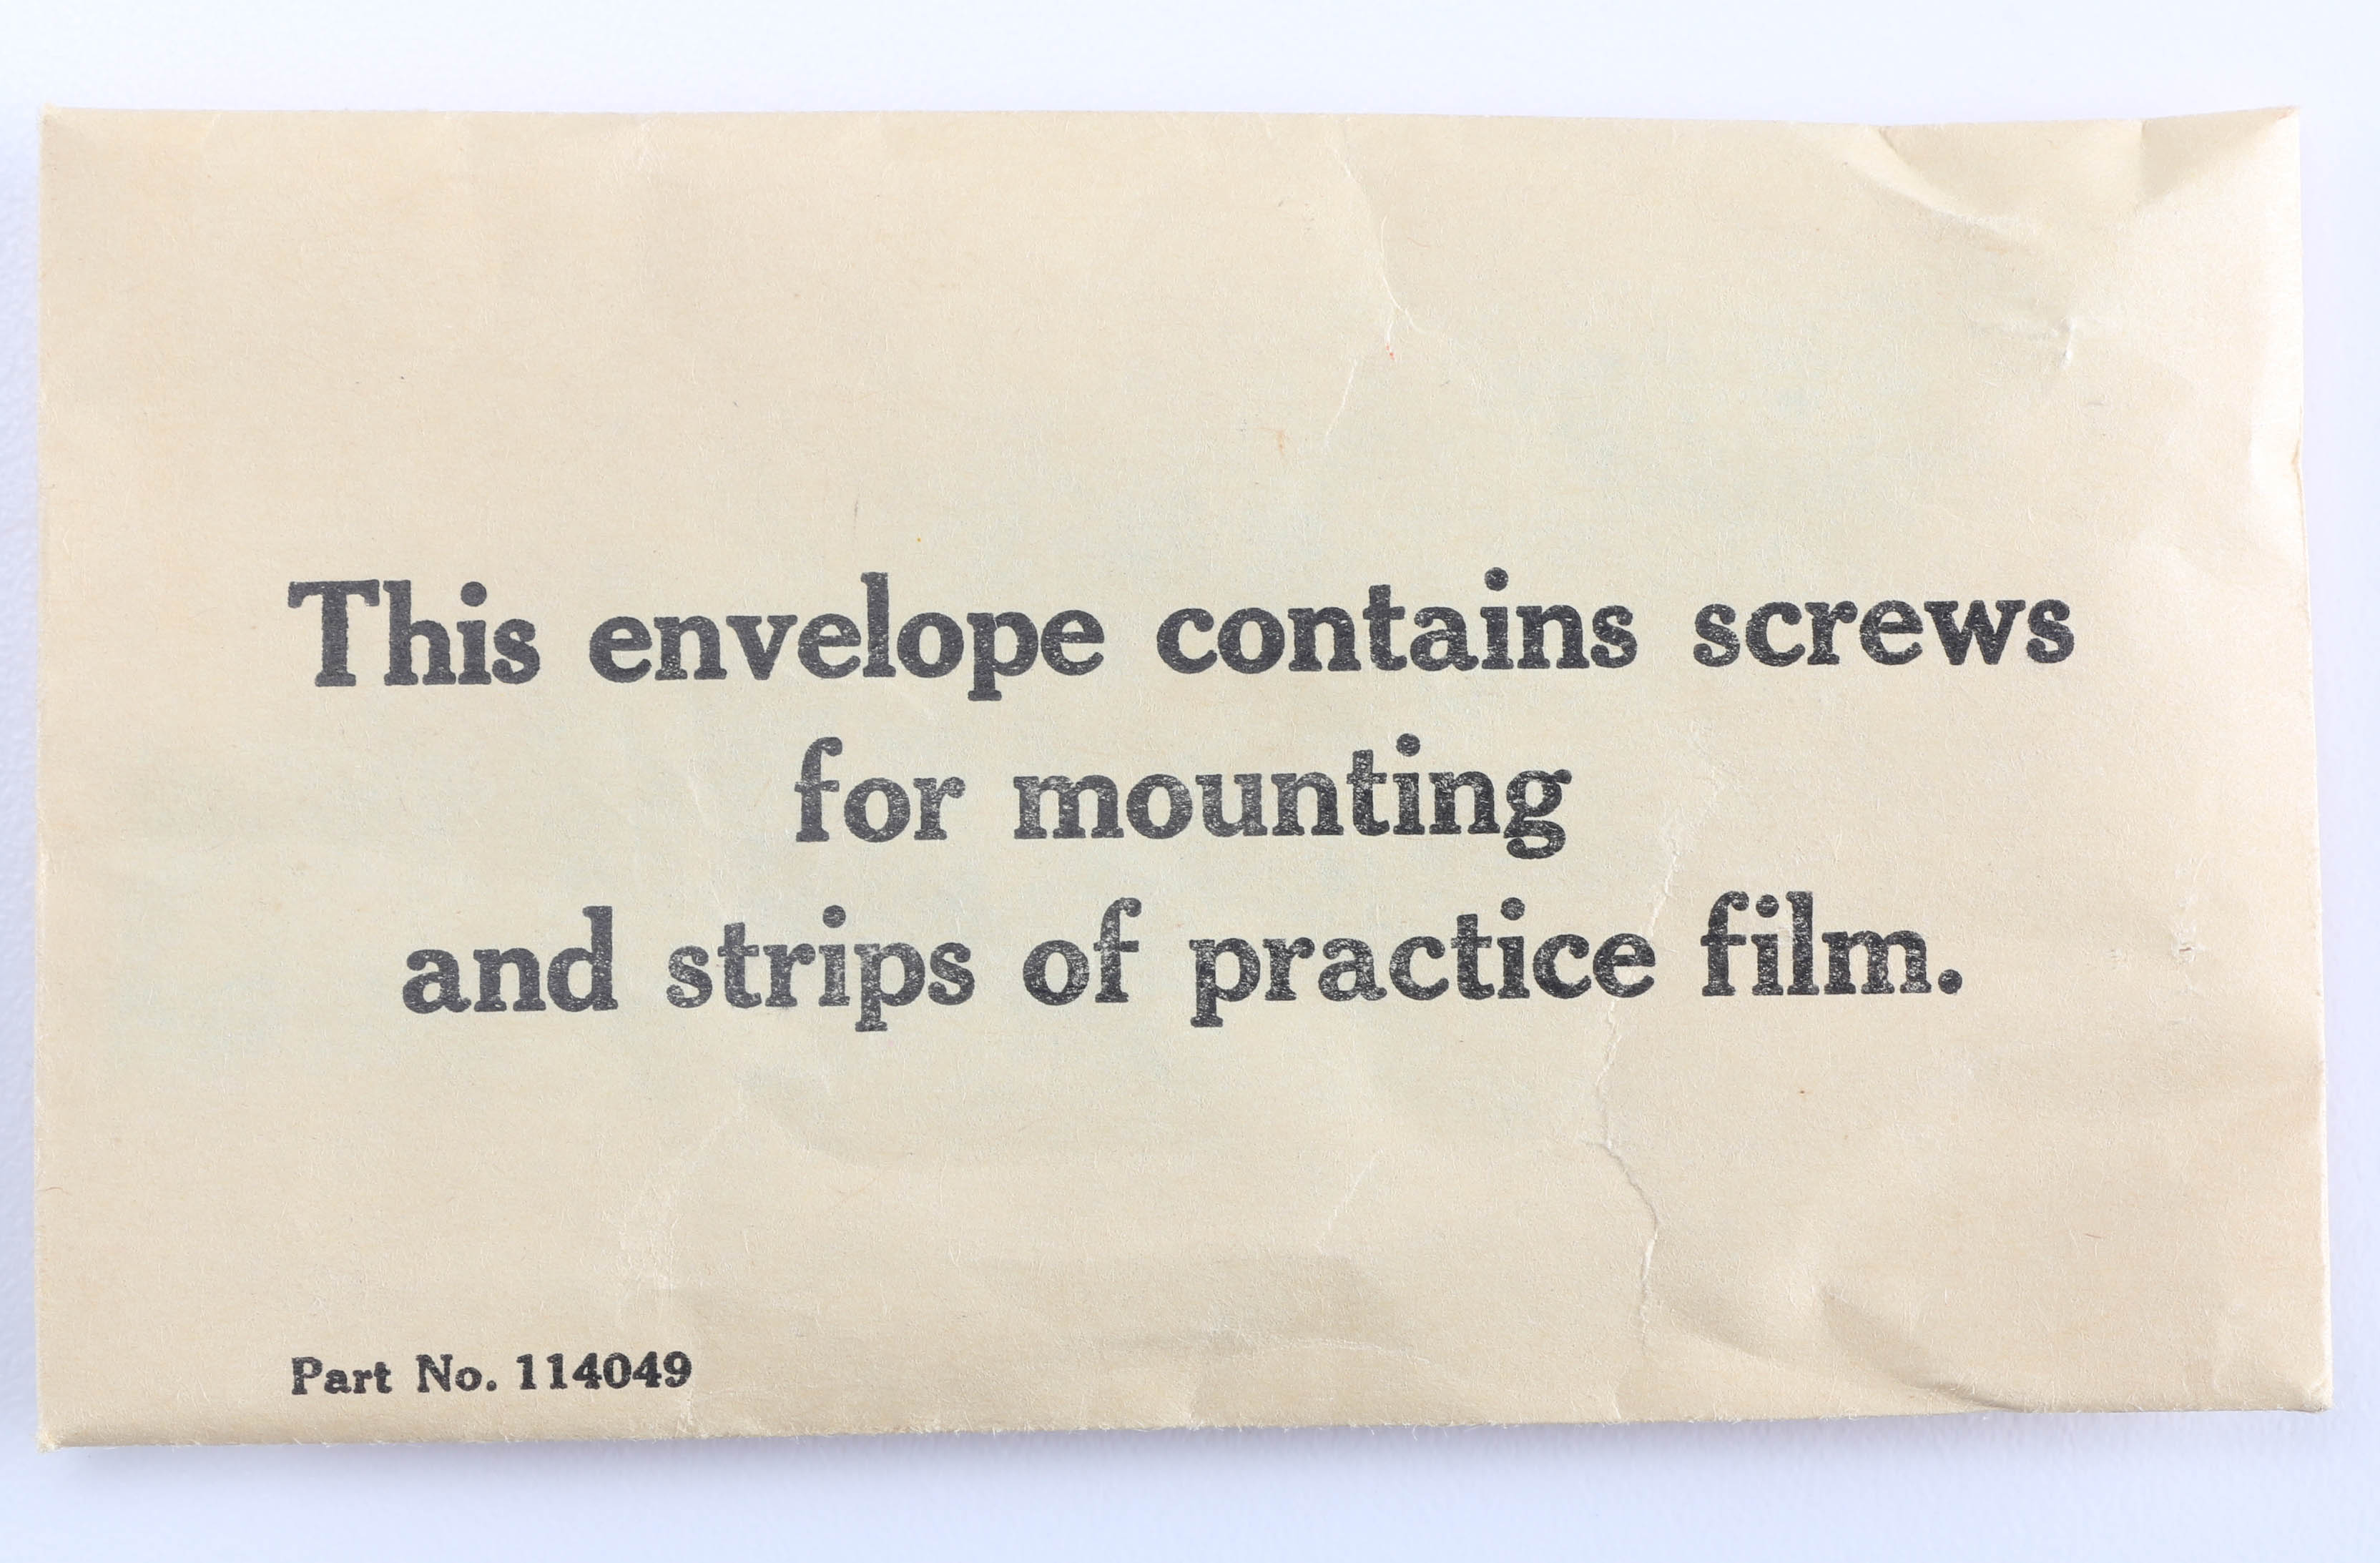 This envelope contains screws
for mounting
and strips of practice film.
Part No. 114049